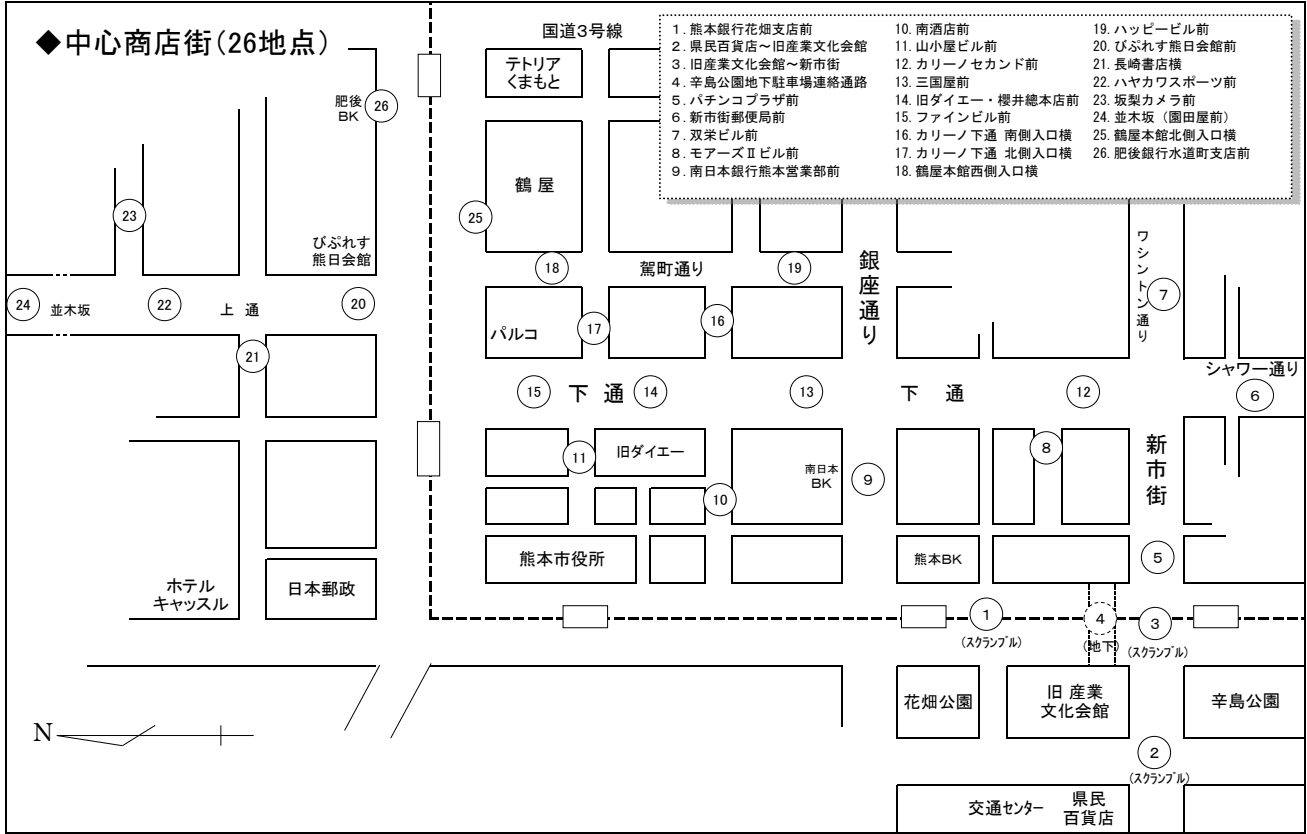 ◆中心商店街(26地点)
国道3号線
1. 熊本銀行花畑支店前
2. 県民百貨店～旧産業文化会館
3. 旧産業文化会館～新市街
4. 辛島公園地下駐車場連絡通路
5. パチンコプラザ前
6. 新市街郵便局前
7. 双栄ビル前
8. モアーズⅡビル前
9. 南日本銀行熊本営業部前
10. 南酒店前
11. 山小屋ビル前
12. カリーノセカンド前
13. 三国屋前
14. 旧ダイエー・櫻井總本店前
15. ファインビル前
16. カリーノ下通 南側入口横
17. カリーノ下通 北側入口横
18. 鶴屋本館西側入口横
19. ハッピービル前
20. びぷれす熊日会館前
21. 長崎書店横
22. ハヤカワスポーツ前
23. 坂梨カメラ前
24. 並木坂（園田屋前）
25. 鶴屋本館北側入口横
26. 肥後銀行水道町支店前
テトリア
くまもと
肥後
BK
26
鶴屋
23
25
びぷれす
熊日会館
18
駕町通り
19
銀座通り
ワシントン通り
7
24
並木坂
22
上通
20
パルコ
17
16
21
シャワー通り
15
下通
14
13
下通
12
6
11
旧ダイエー
8
新市街
南日本
BK
9
10
熊本市役所
熊本BK
5
ホテル
キャッスル
日本郵政
1
(スクランブル)
4
(地下)
3
(スクランブル)
花畑公園
旧産業
文化会館
辛島公園
N
2
(スクランブル)
交通センター
県民
百貨店